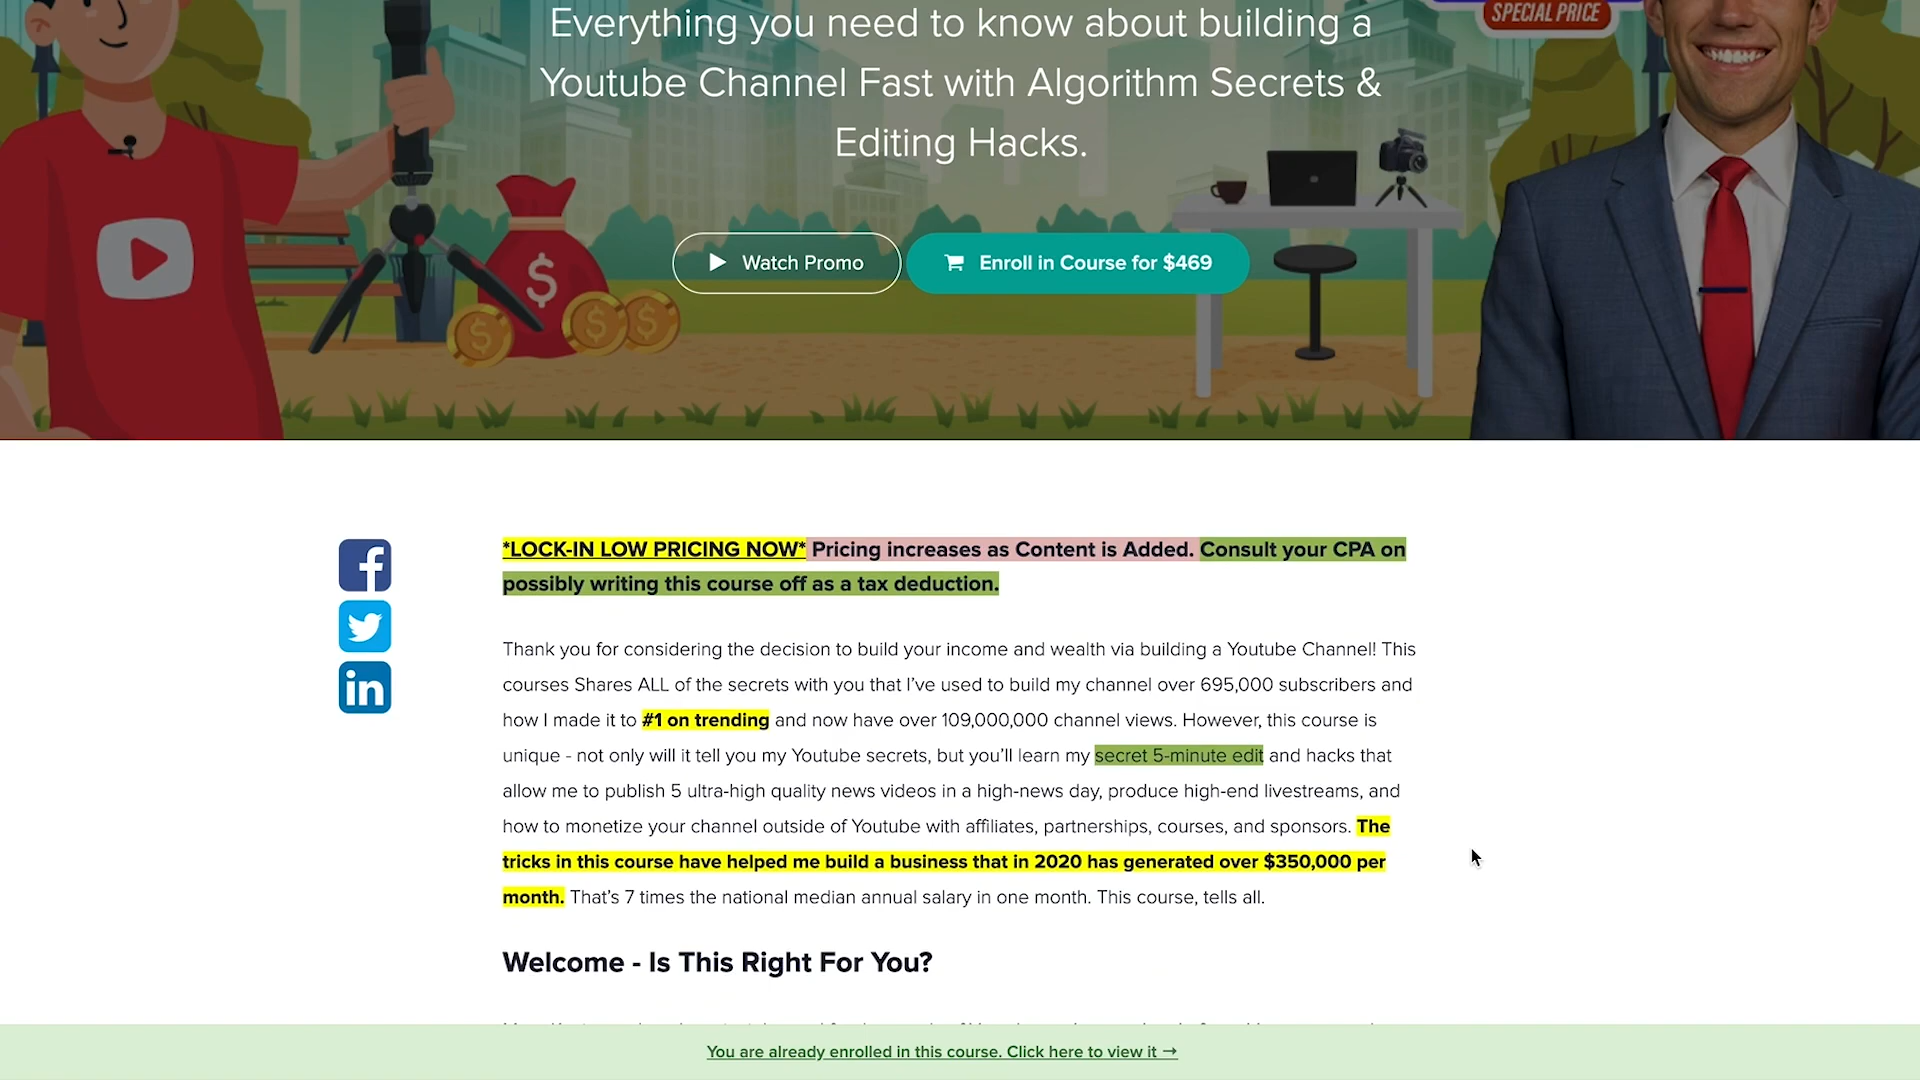 SPECIAL PRICE
Everything you need to know about building a
Youtube Channel Fast with Algorithm Secrets &
Editing Hacks.
Watch Promo
Enroll in Course for $469
*LOCK-IN LOW PRICING NOW* Pricing increases as Content is Added. Consult your CPA on
possibly writing this course off as a tax deduction.
Thank you for considering the decision to build your income and wealth via building a Youtube Channel! This
courses Shares ALL of the secrets with you that I've used to build my channel over 695,000 subscribers and
how I made it to #1 on trending and now have over 109,000,000 channel views. However, this course is
unique - not only will it tell you my Youtube secrets, but you'll learn my secret 5-minute edit and hacks that
allow me to publish 5 ultra-high quality news videos in a high-news day, produce high-end livestreams, and
how to monetize your channel outside of Youtube with affiliates, partnerships, courses, and sponsors. The
tricks in this course have helped me build a business that in 2020 has generated over $350,000 per
month. That's 7 times the national median annual salary in one month. This course, tells all.
Welcome - Is This Right For You?
You are already enrolled in this course. Click here to view it →